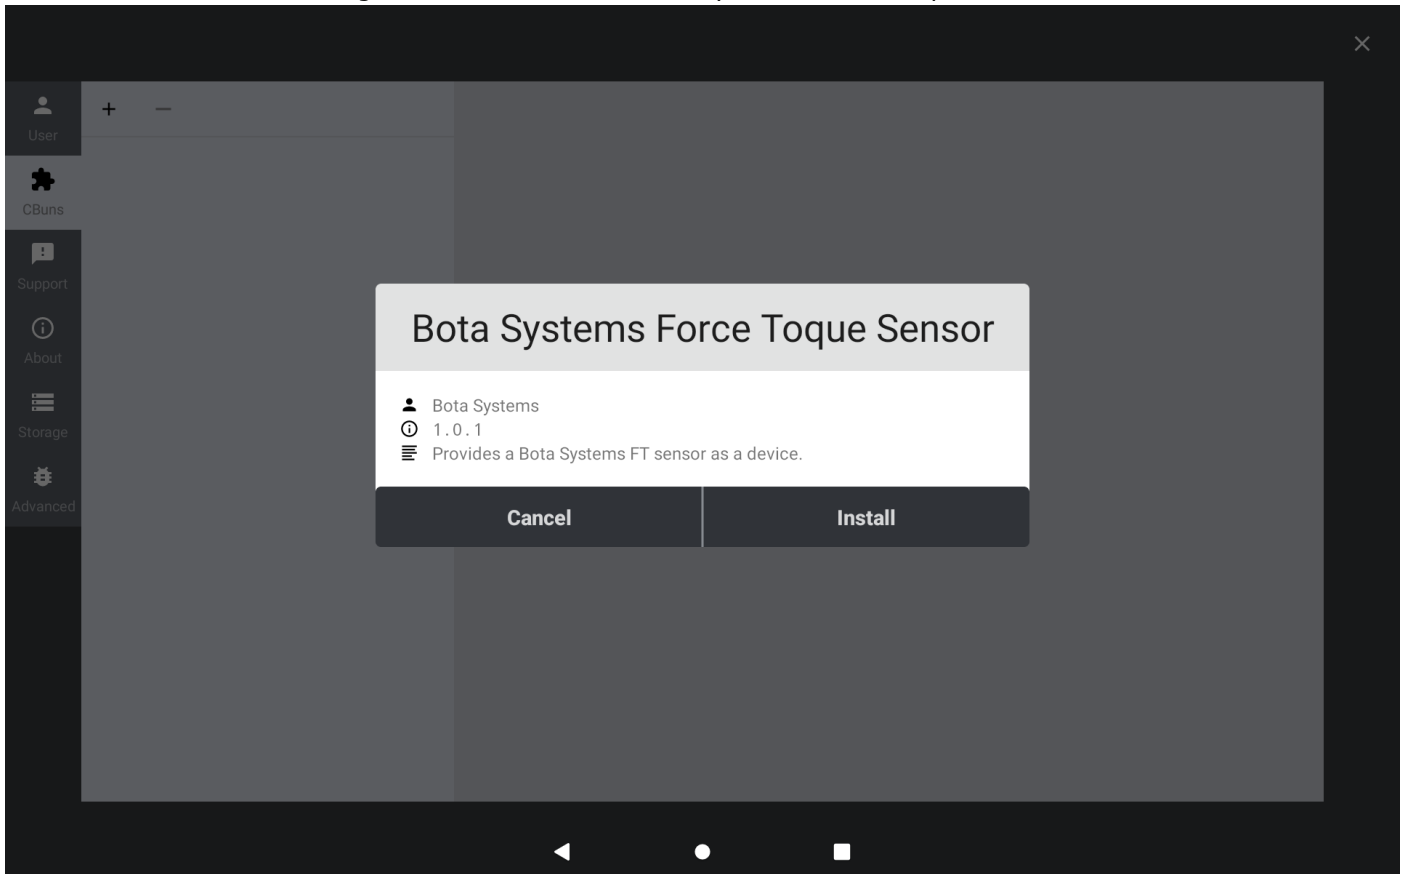 User
CBuns
Support
About
Storage
Advanced
Bota Systems Force Toque Sensor
Bota Systems
1.0.1
Provides a Bota Systems FT sensor as a device.
Cancel
Install